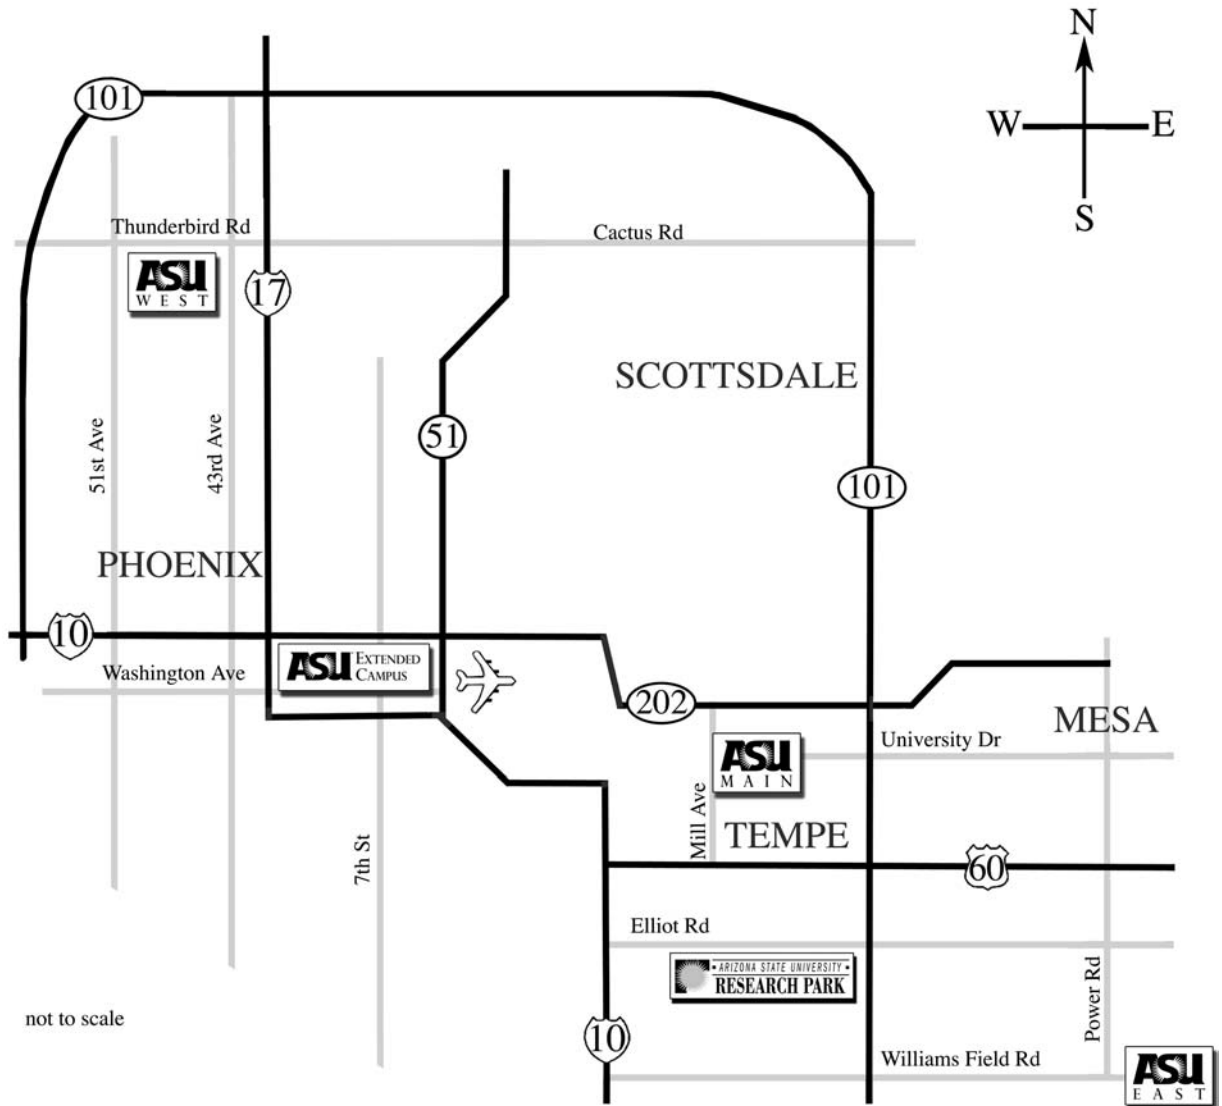 N
101
W E
S
Thunderbird Rd
Cactus Rd
ASU
WEST
17
SCOTTSDALE
51st Ave
43rd Ave
51
101
PHOENIX
10
Washington Ave
ASU EXTENDED
CAMPUS
202
MESA
University Dr
ASU
MAIN
Mill Ave
TEMPE
7th St
60
Elliot Rd
• ARIZONA STATE UNIVERSITY •
RESEARCH PARK
Power Rd
not to scale
10
Williams Field Rd
ASU
EAST